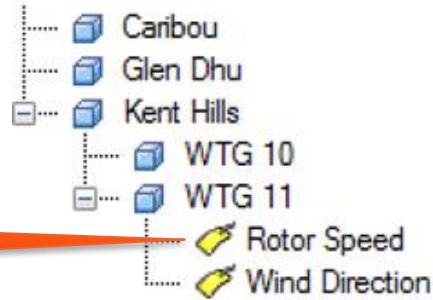 Caribou
Glen Dhu
Kent Hills
WTG 10
WTG 11
Rotor Speed
Wind Direction